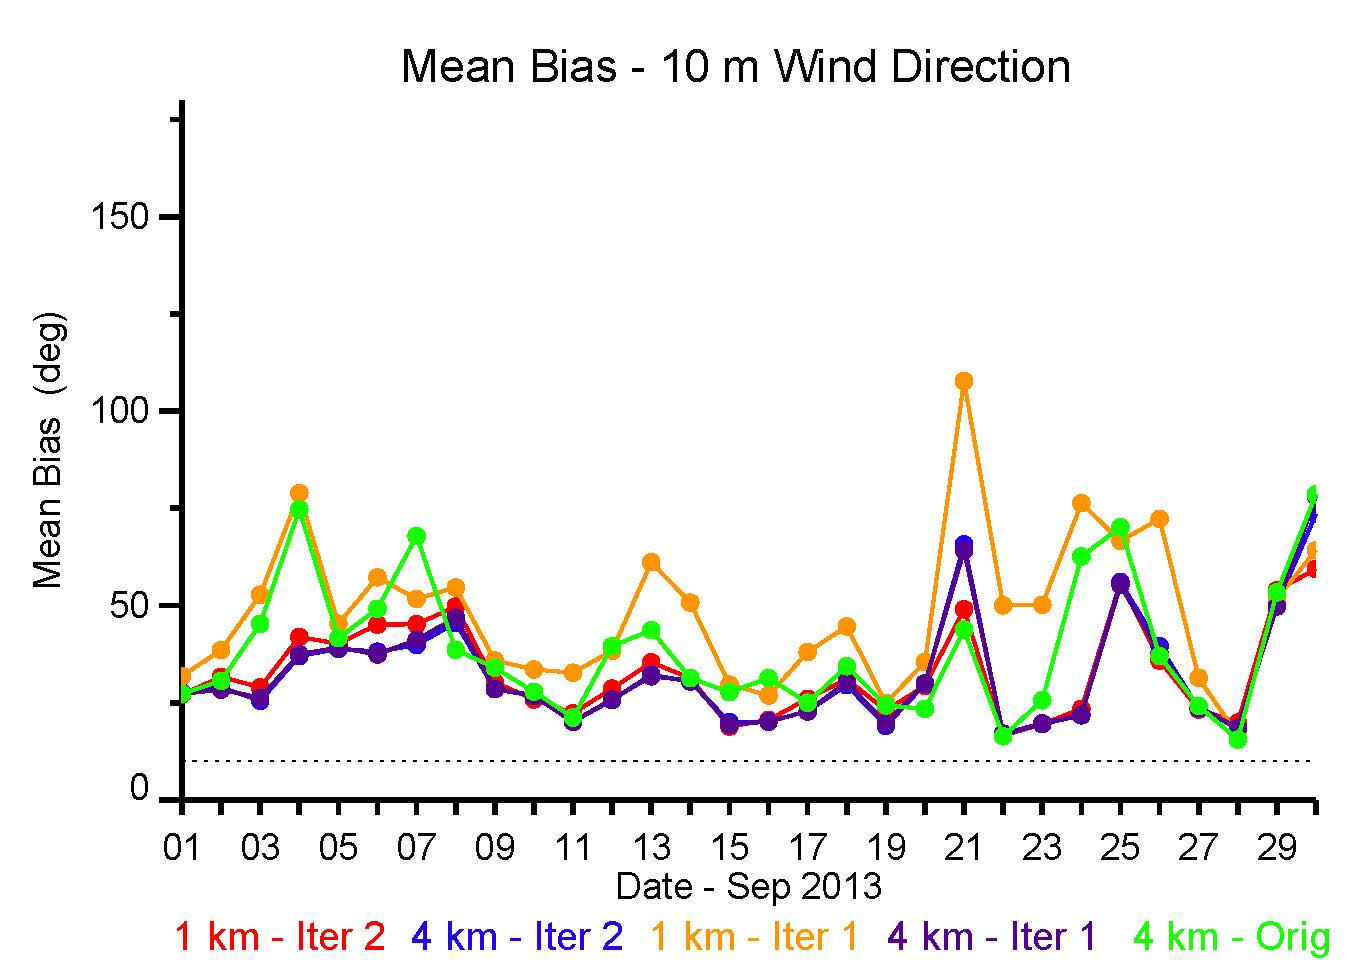 Mean Bias - 10 m Wind Direction
Mean Bias (deg)
150
100
50
0
01 03 05 07 09 11 13 15 17 19 21 23 25 27 29
Date - Sep 2013
1 km - Iter 2 4 km - Iter 2 1 km - Iter 1 4 km - Iter 1 4 km - Orig